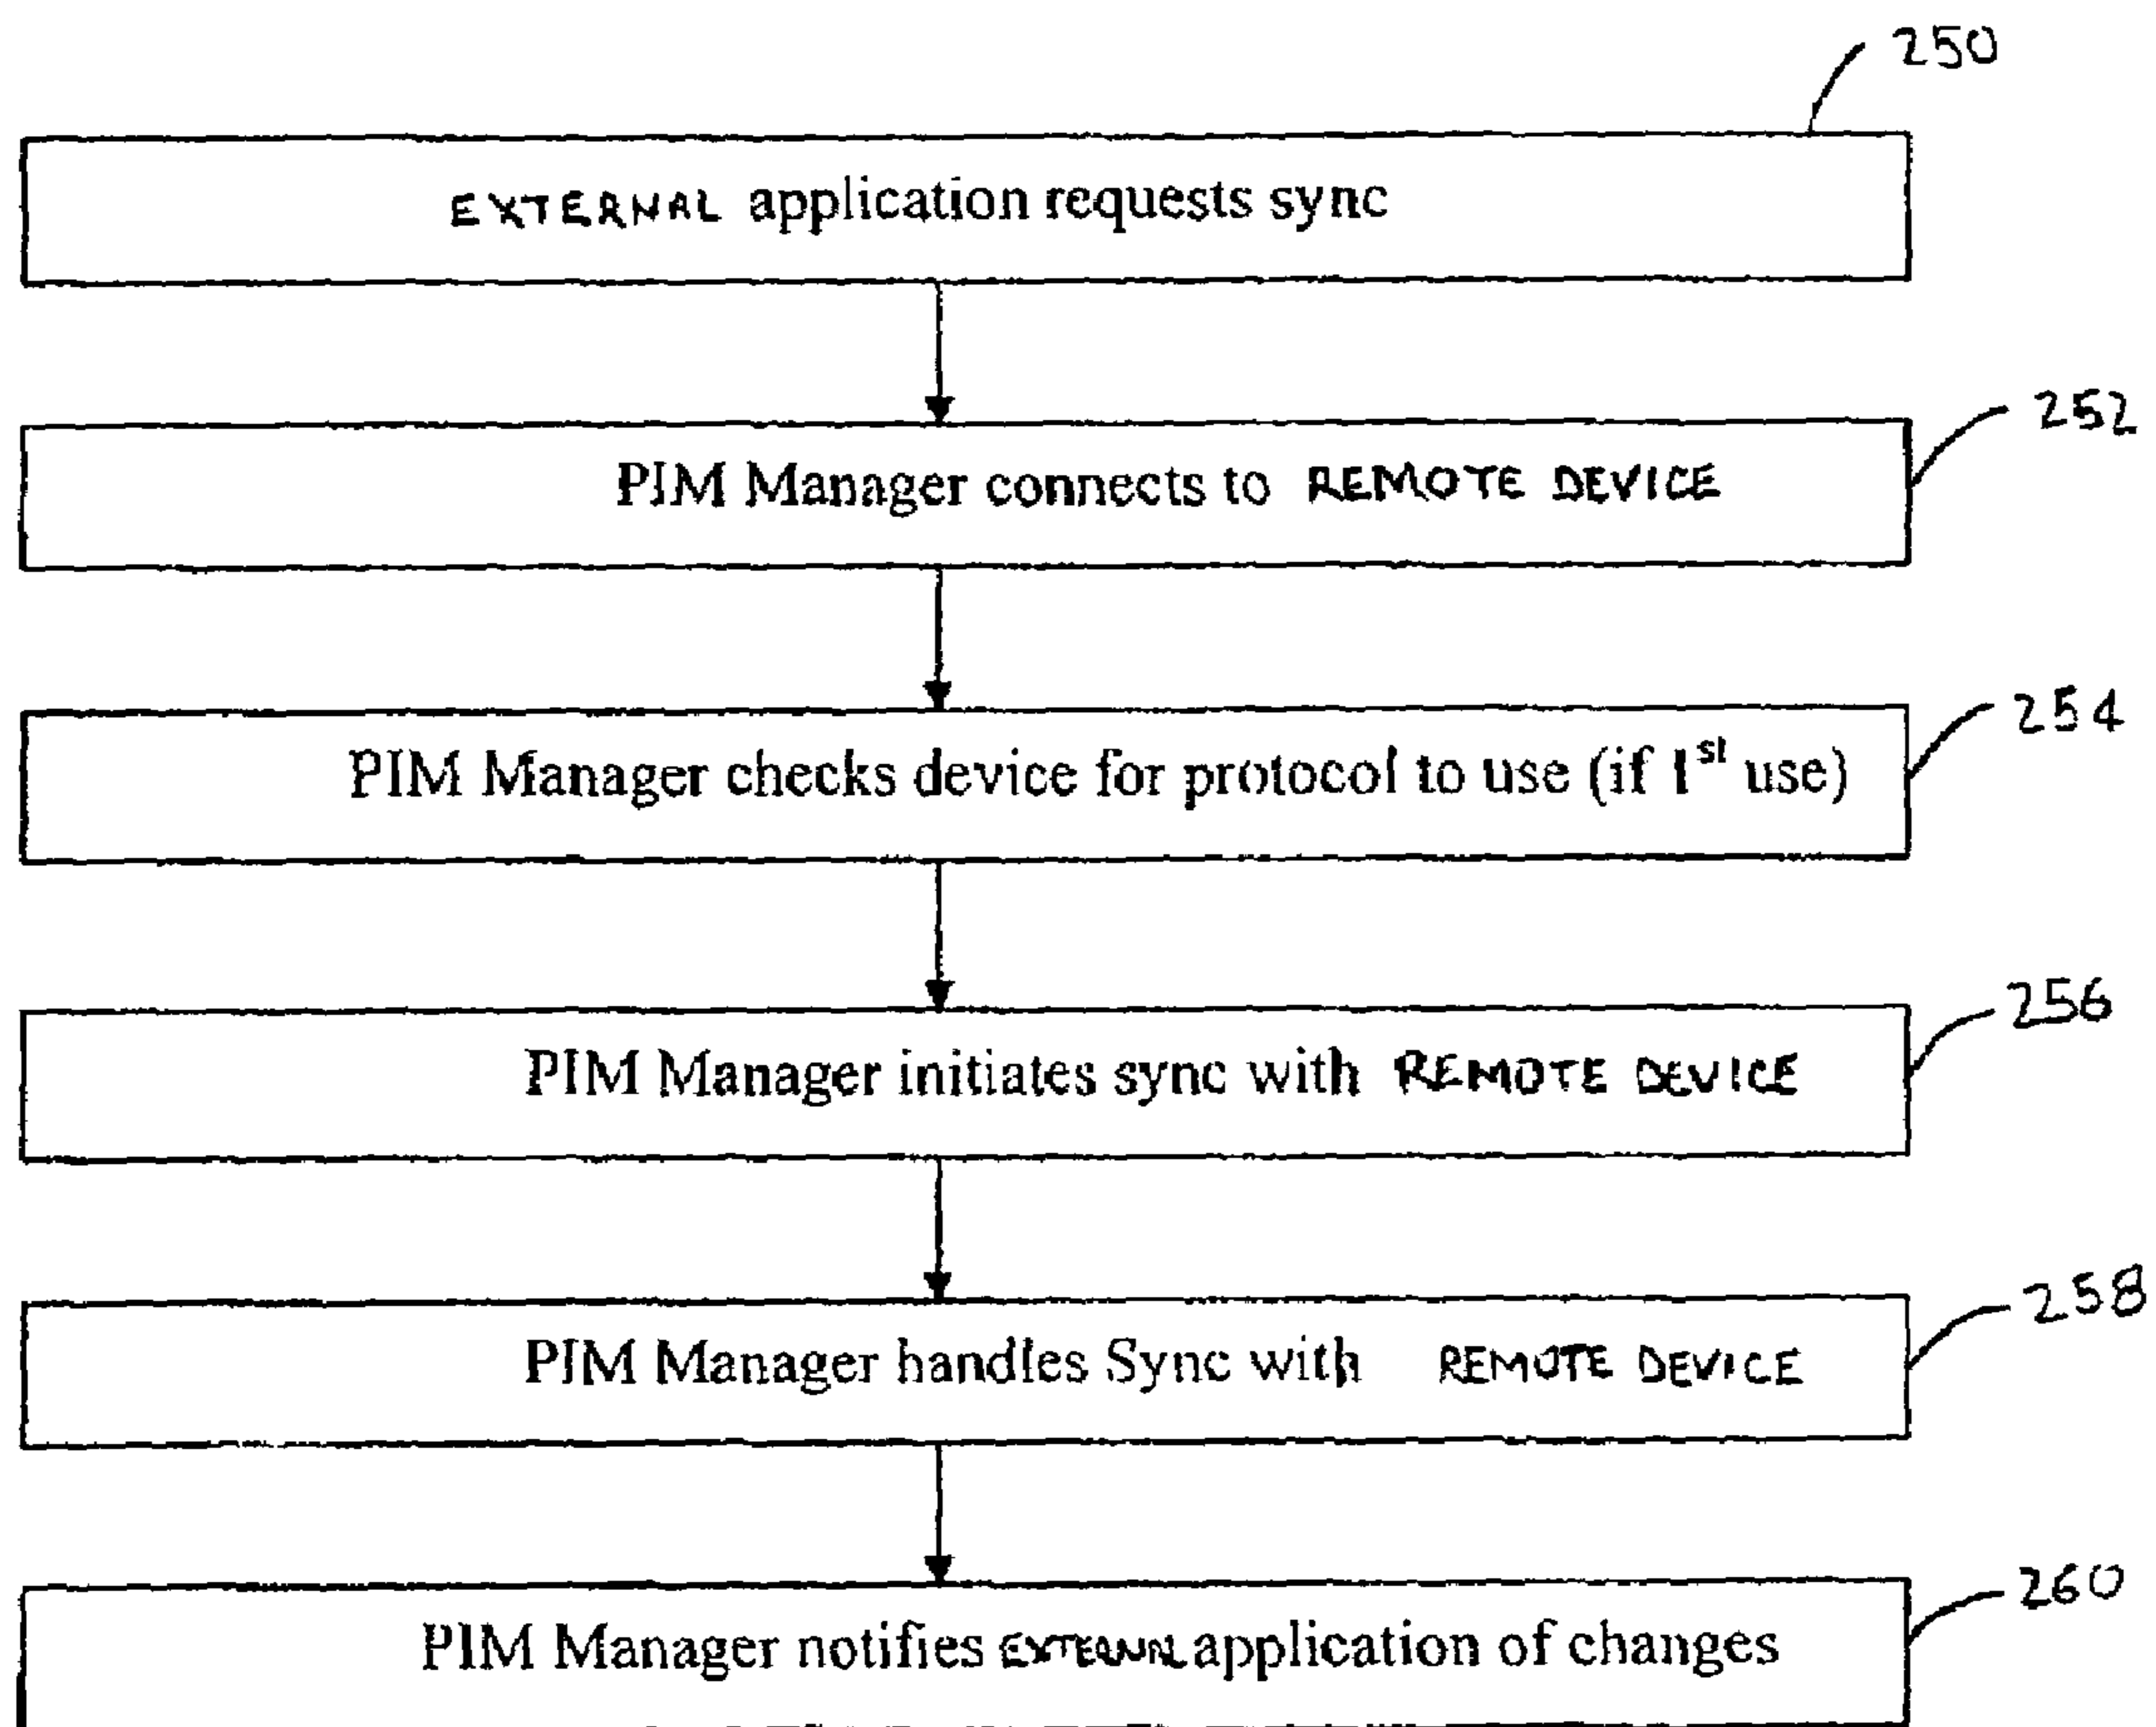 250
EXTERNAL application requests sync
252
PIM Manager connects to REMOTE DEVICE
254
PIM Manager checks device for protocol to use (if 1st use)
256
PIM Manager initiates sync with REMOTE DEVICE
258
PIM Manager handles Sync with REMOTE DEVICE
260
PIM Manager notifies EXTERNAL application of changes